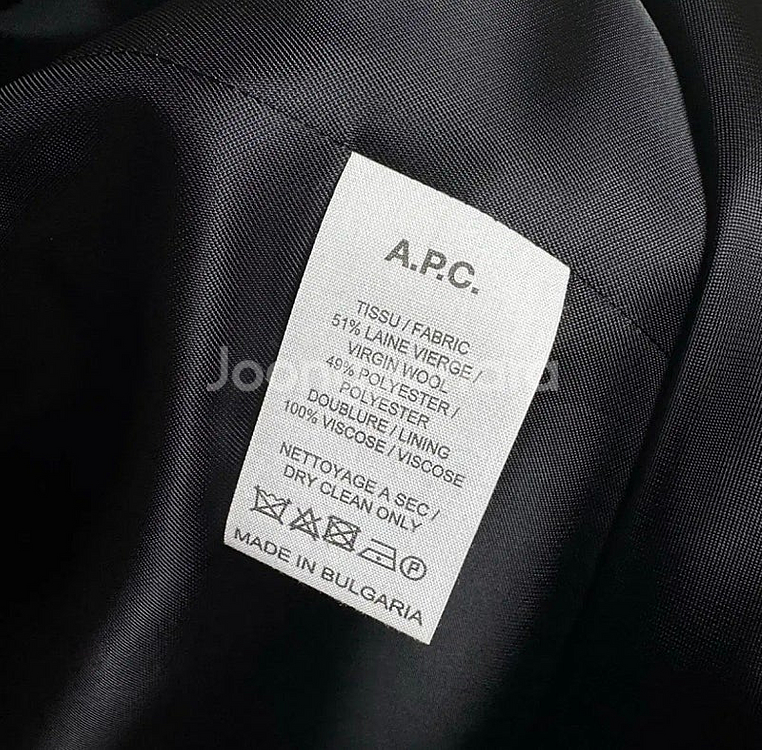 A.P.C.
TISSU / FABRIC
51% LAINE VIERGE /
VIRGIN WOOL
49% POLYESTER /
POLYESTER
DOUBLURE / LINING
100% VISCOSE / VISCOSE
NETTOYAGE A SEC /
DRY CLEAN ONLY
P
MADE IN BULGARIA